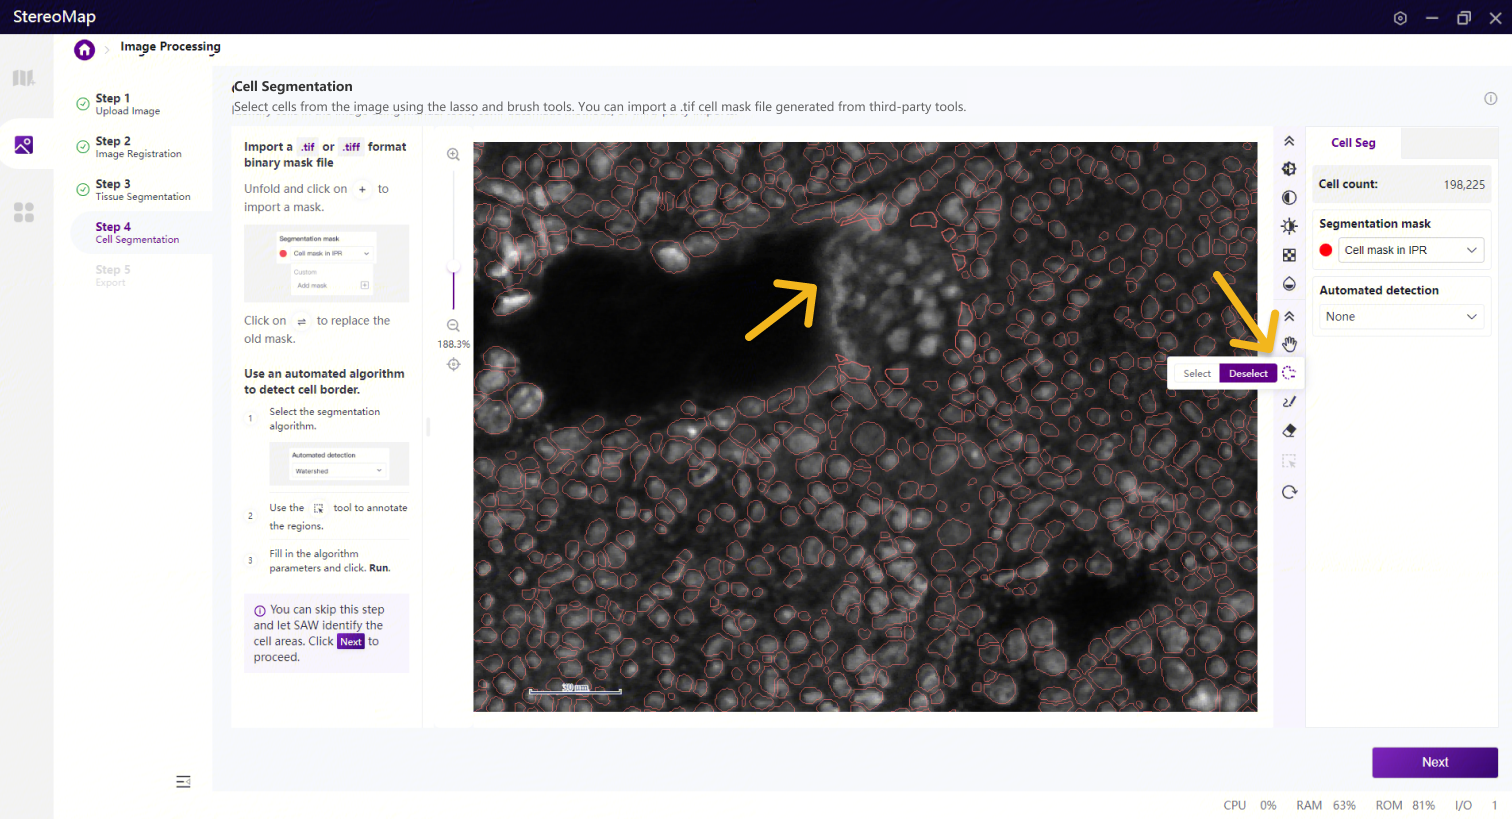 StereoMap
Image Processing
Step 1
Upload Image
Step 2
Image Registration
Step 3
Tissue Segmentation
Step 4
Cell Segmentation
Step 5
Export
Cell Segmentation
Select cells from the image using the lasso and brush tools. You can import a .tif cell mask file generated from third-party tools.
Import a .tif or .tiff format
binary mask file
Unfold and click on + to
import a mask.
Segmentation mask
Cell mask in IPR
Custom
Add mask
Click on ⇌ to replace the
old mask.
Use an automated algorithm
to detect cell border.
1
Select the segmentation
algorithm.
Automated detection
Watershed
2
Use the tool to annotate
the regions.
3
Fill in the algorithm
parameters and click. Run.
You can skip this step
and let SAW identify the
cell areas. Click Next to
proceed.
188.3%
Select
Deselect
Cell Seg
Cell count: 198,225
Segmentation mask
Cell mask in IPR
Automated detection
None
Next
CPU 0% RAM 63% ROM 81% I/O 1